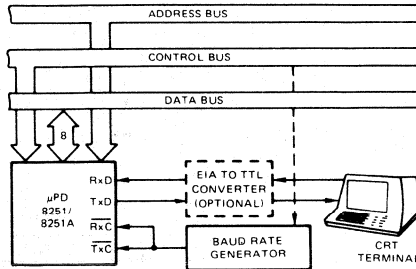 ADDRESS BUS
CONTROL BUS
DATA BUS
8
μPD
8251/
8251A
RxD
TxD
RxC
TxC
EIA TO TTL
CONVERTER
(OPTIONAL)
BAUD RATE
GENERATOR
CRT
TERMINAL